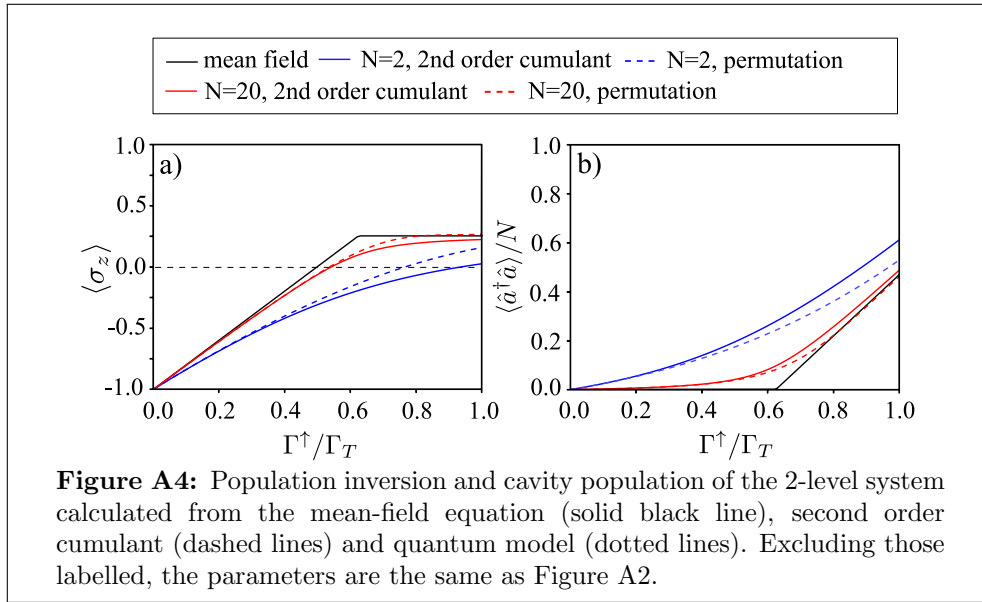 mean field N=2, 2nd order cumulant N=2, permutation
N=20, 2nd order cumulant N=20, permutation
a)
1.0
0.5
0.0
-0.5
-1.0
⟨σ_z⟩
0.0 0.2 0.4 0.6 0.8 1.0
Γ↑/Γ_T
b)
1.0
0.8
0.6
0.4
0.2
0.0
⟨â†â⟩/N
0.0 0.2 0.4 0.6 0.8 1.0
Γ↑/Γ_T
Figure A4: Population inversion and cavity population of the 2-level system
calculated from the mean-field equation (solid black line), second order
cumulant (dashed lines) and quantum model (dotted lines). Excluding those
labelled, the parameters are the same as Figure A2.